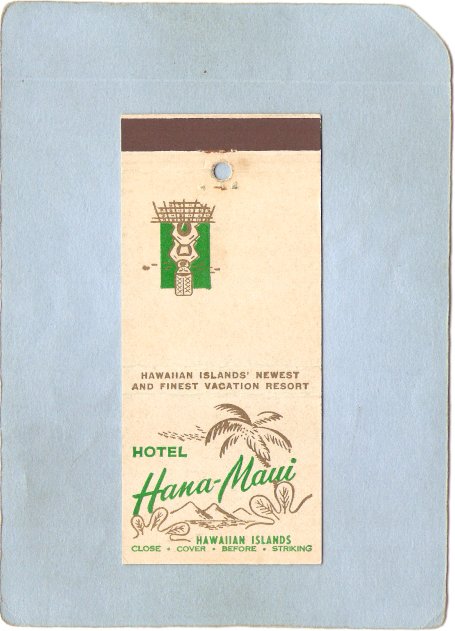 HAWAIIAN ISLANDS' NEWEST
AND FINEST VACATION RESORT
HOTEL
Hana-Maui
HAWAIIAN ISLANDS
CLOSE • COVER • BEFORE • STRIKING